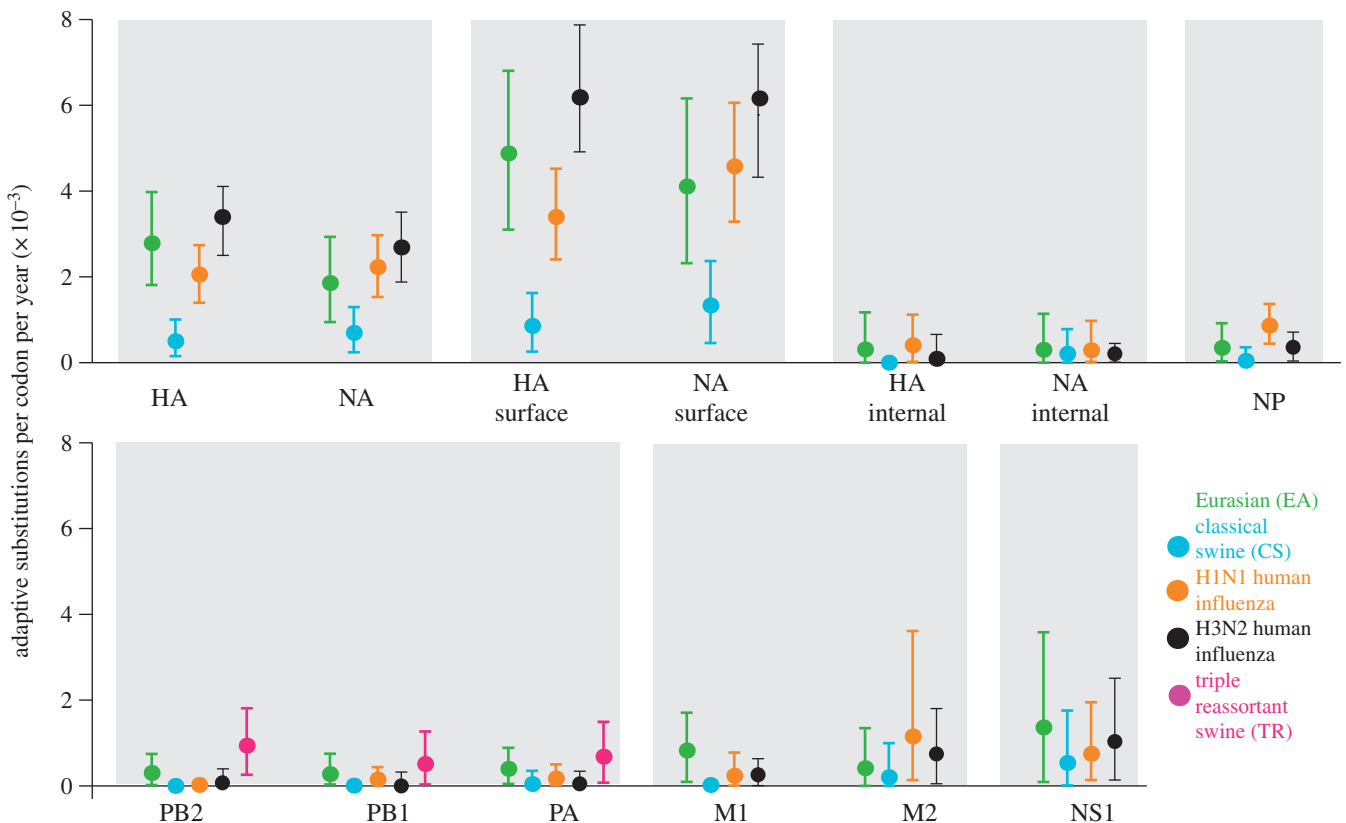 adaptive substitutions per codon per year (× 10⁻³)
8
6
4
2
0
HA
NA
HA
surface
NA
surface
HA
internal
NA
internal
NP
8
6
4
2
0
PB2
PB1
PA
M1
M2
NS1
Eurasian (EA)
classical
swine (CS)
H1N1 human
influenza
H3N2 human
influenza
triple
reassortant
swine (TR)